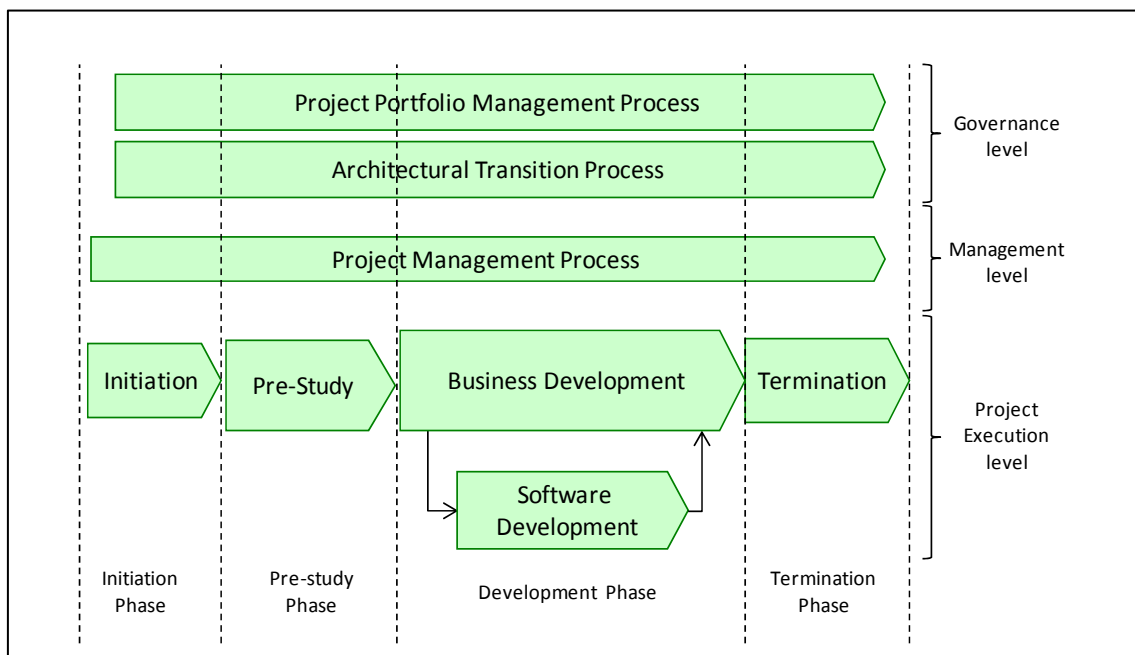 Project Portfolio Management Process
Governance
level
Architectural Transition Process
Project Management Process
Management
level
Initiation
Pre-Study
Business Development
Termination
Project
Execution
level
Software
Development
Initiation
Phase
Pre-study
Phase
Development Phase
Termination
Phase